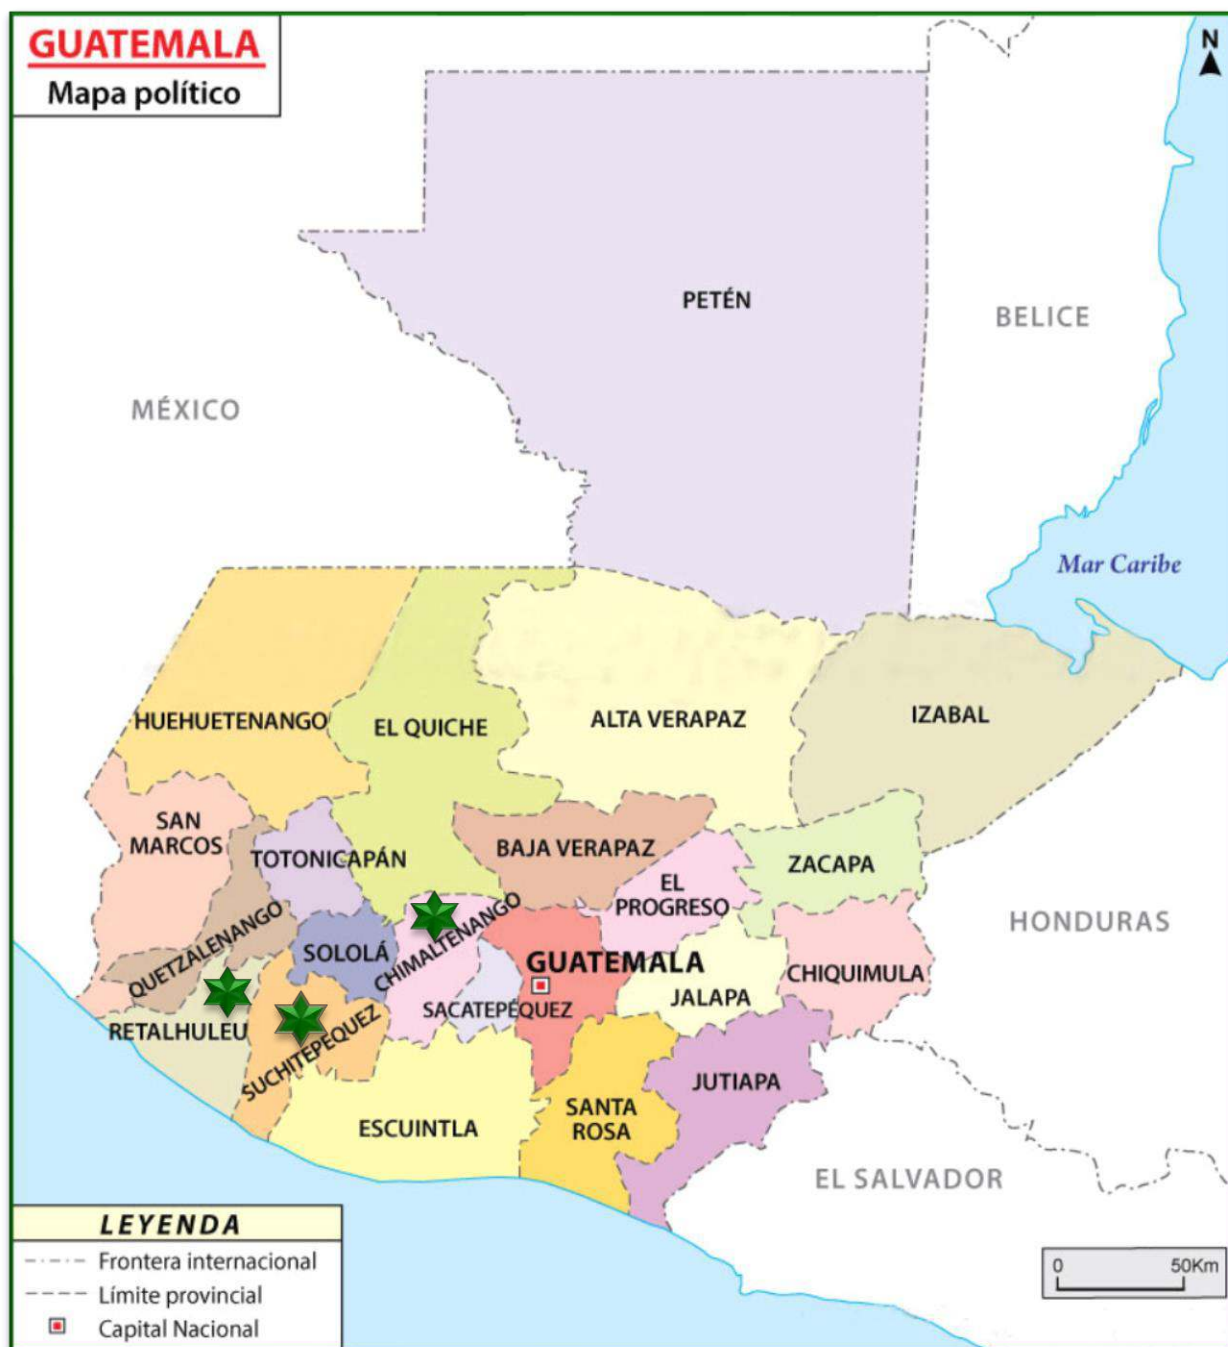 GUATEMALA
Mapa político
N
PETÉN
BELICE
MÉXICO
Mar Caribe
HUEHUETENANGO
EL QUICHE
ALTA VERAPAZ
IZABAL
SAN
MARCOS
TOTONICAPÁN
BAJA VERAPAZ
ZACAPA
EL
PROGRESO
QUETZALENANGO
SOLOLÁ
CHIMALTENANGO
GUATEMALA
CHIQUIMULA
HONDURAS
JALAPA
SACATEPÉQUEZ
RETALHULEU
SUCHITEPEQUEZ
JUTIAPA
ESCUINTLA
SANTA
ROSA
EL SALVADOR
LEYENDA
Frontera internacional
Límite provincial
Capital Nacional
0 50Km